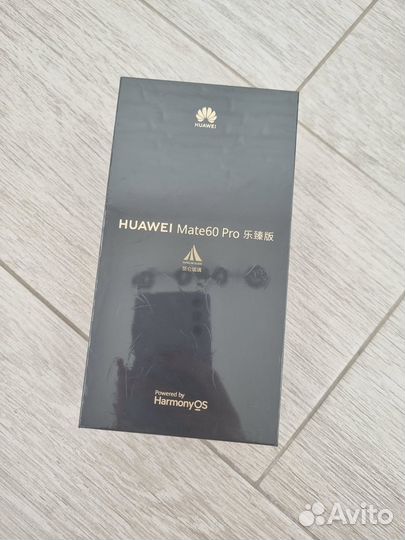 HUAWEI
HUAWEI Mate60 Pro 乐臻版
昆仑玻璃
Powered by
HarmonyOS
Avito